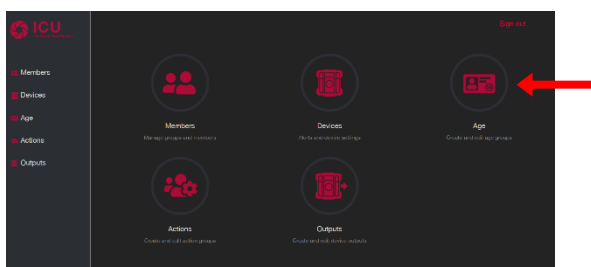 ICU
Sign out
Members
Devices
Age
Actions
Outputs
Members
Manage groups and members
Devices
Alerts and device settings
Age
Create and edit age groups
Actions
Create and edit action groups
Outputs
Create and edit device outputs